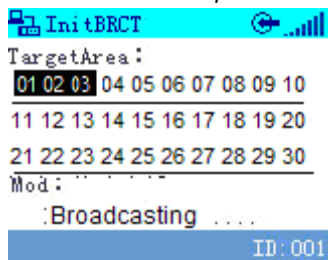 InitBRCT
TargetArea:
01 02 03 04 05 06 07 08 09 10
11 12 13 14 15 16 17 18 19 20
21 22 23 24 25 26 27 28 29 30
Mod:
:Broadcasting ....
ID:001